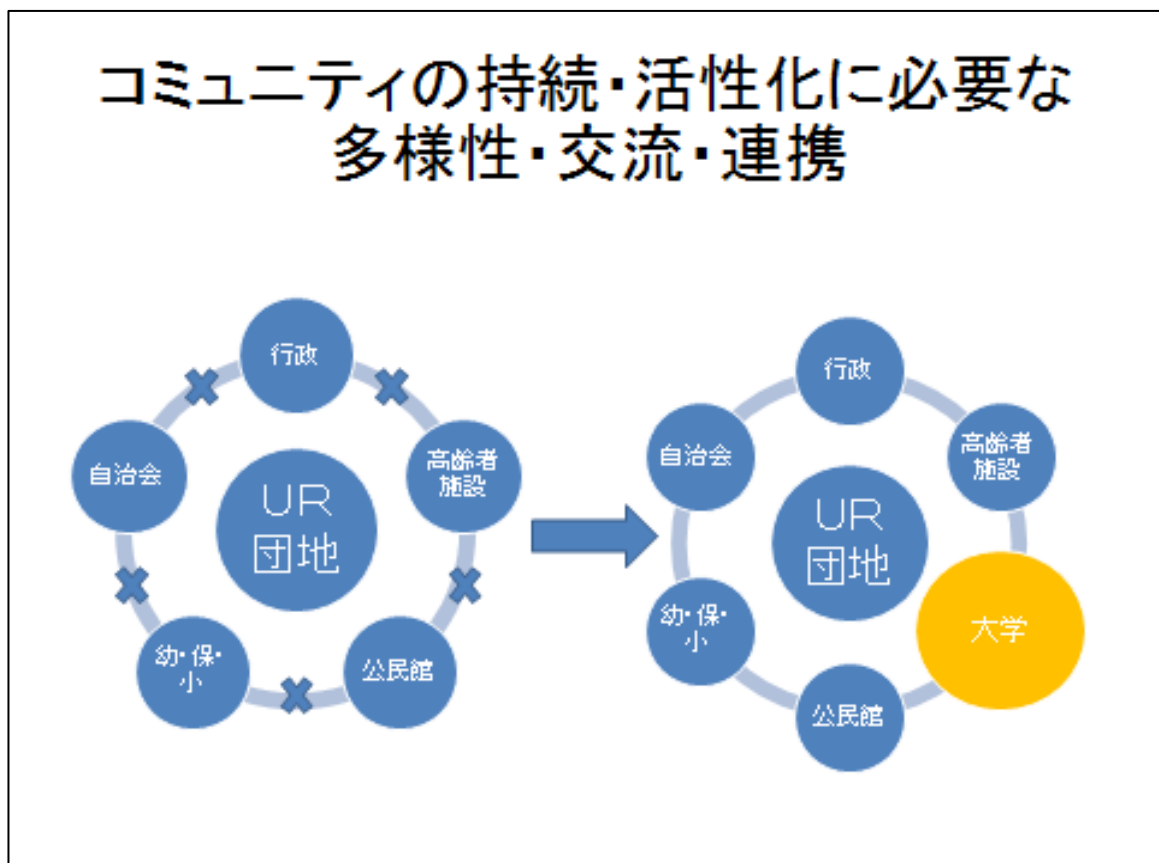 コミュニティの持続・活性化に必要な
多様性・交流・連携
行政
自治会
高齢者
施設
UR
団地
幼・保・
小
公民館
行政
自治会
高齢者
施設
UR
団地
幼・保・
小
大学
公民館